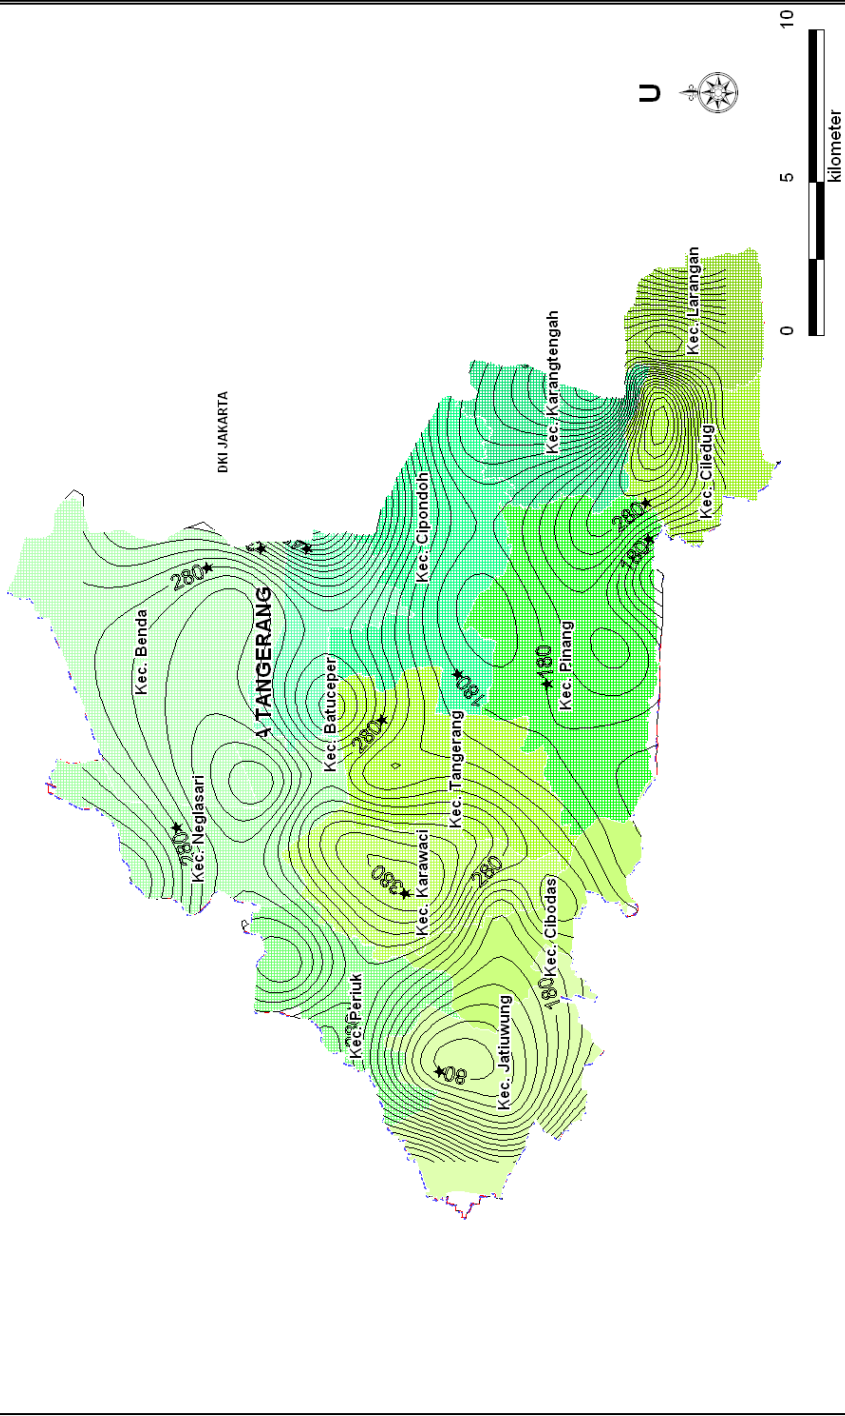 U
10
5
0
kilometer
DKI JAKARTA
A TANGERANG
Kec. Benda
280
Kec. Neglasari
280
Kec. Batuceper
280
Kec. Cipondoh
180
Kec. Karangtengah
Kec. Larangan
Kec. Ciledug
280
180
Kec. Pinang
180
Kec. Tangerang
Kec. Karawaci
380
280
Kec. Cibodas
180
Kec. Periuk
Kec. Jatiuwung
80